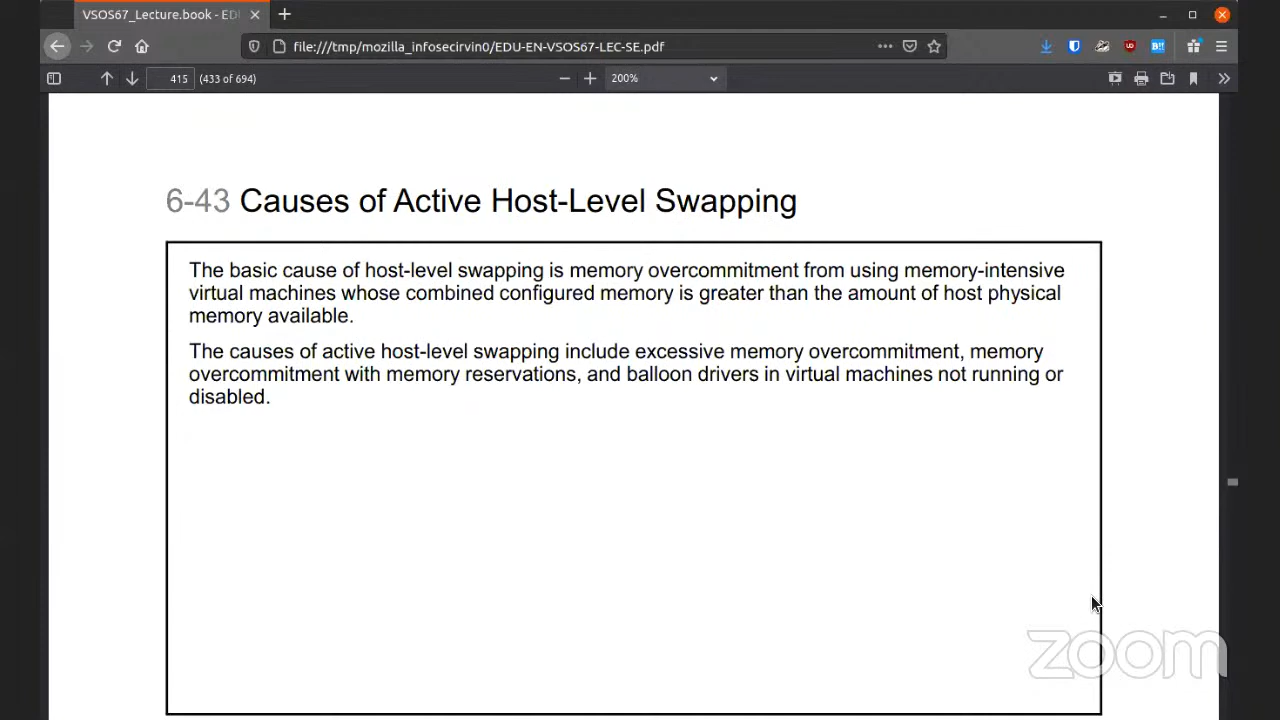 VSOS67_Lecture.book - ED
file:///tmp/mozilla_infosecirvin0/EDU-EN-VSOS67-LEC-SE.pdf
415 (433 of 694)
200%
6-43 Causes of Active Host-Level Swapping
The basic cause of host-level swapping is memory overcommitment from using memory-intensive
virtual machines whose combined configured memory is greater than the amount of host physical
memory available.
The causes of active host-level swapping include excessive memory overcommitment, memory
overcommitment with memory reservations, and balloon drivers in virtual machines not running or
disabled.
zoom